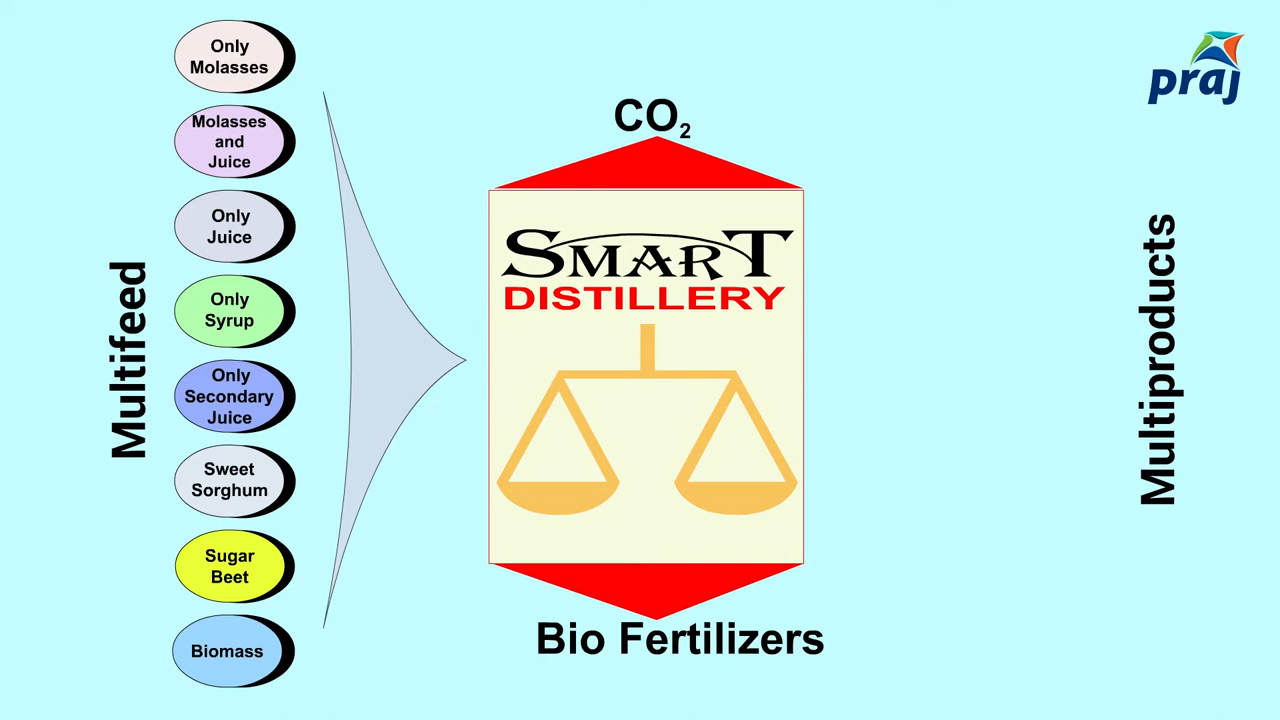 Multifeed
Only
Molasses
Molasses
and
Juice
Only
Juice
Only
Syrup
Only
Secondary
Juice
Sweet
Sorghum
Sugar
Beet
Biomass
CO₂
SMART
DISTILLERY
Bio Fertilizers
praj
Multiproducts